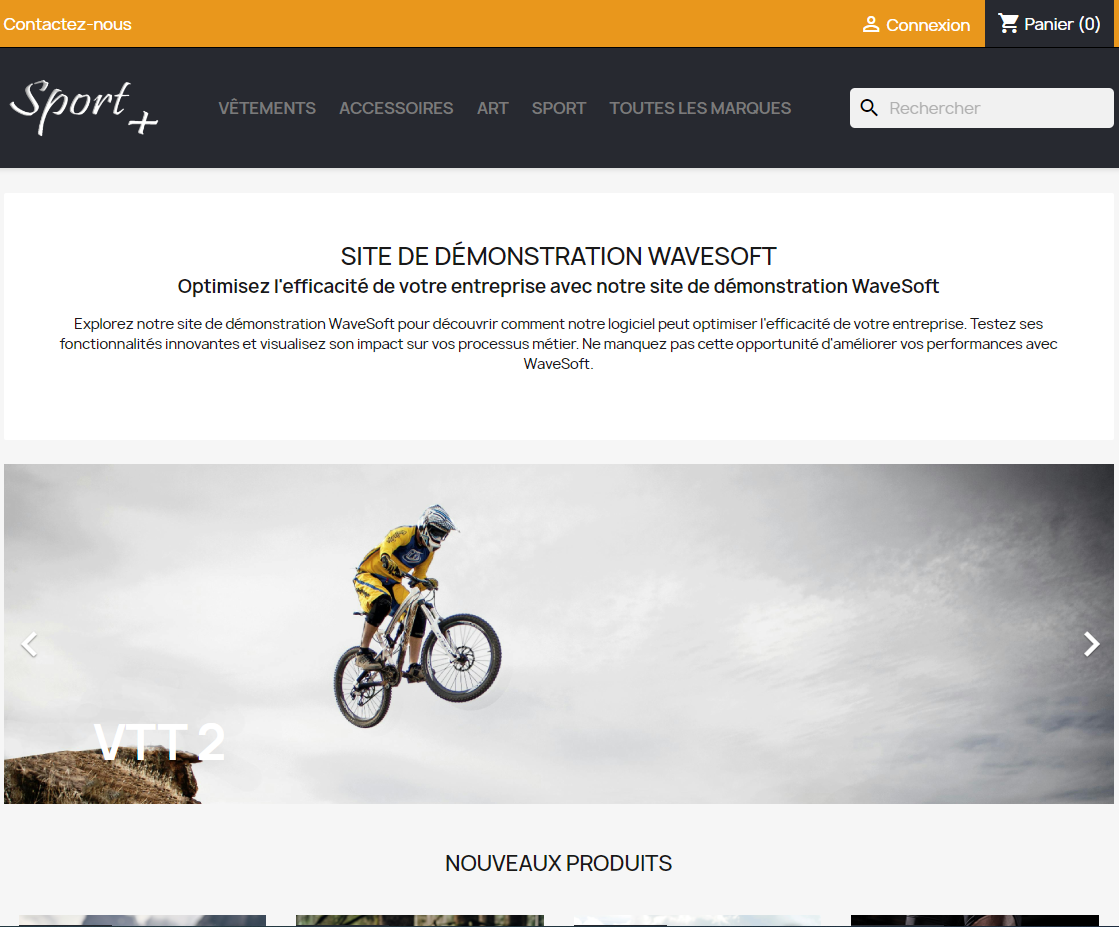 Contactez-nous
Connexion
Panier (0)
Sport+
VÊTEMENTS
ACCESSOIRES
ART
SPORT
TOUTES LES MARQUES
Rechercher
SITE DE DÉMONSTRATION WAVESOFT
Optimisez l'efficacité de votre entreprise avec notre site de démonstration WaveSoft
Explorez notre site de démonstration WaveSoft pour découvrir comment notre logiciel peut optimiser l'efficacité de votre entreprise. Testez ses
fonctionnalités innovantes et visualisez son impact sur vos processus métier. Ne manquez pas cette opportunité d'améliorer vos performances avec
WaveSoft.
VTT 2
NOUVEAUX PRODUITS